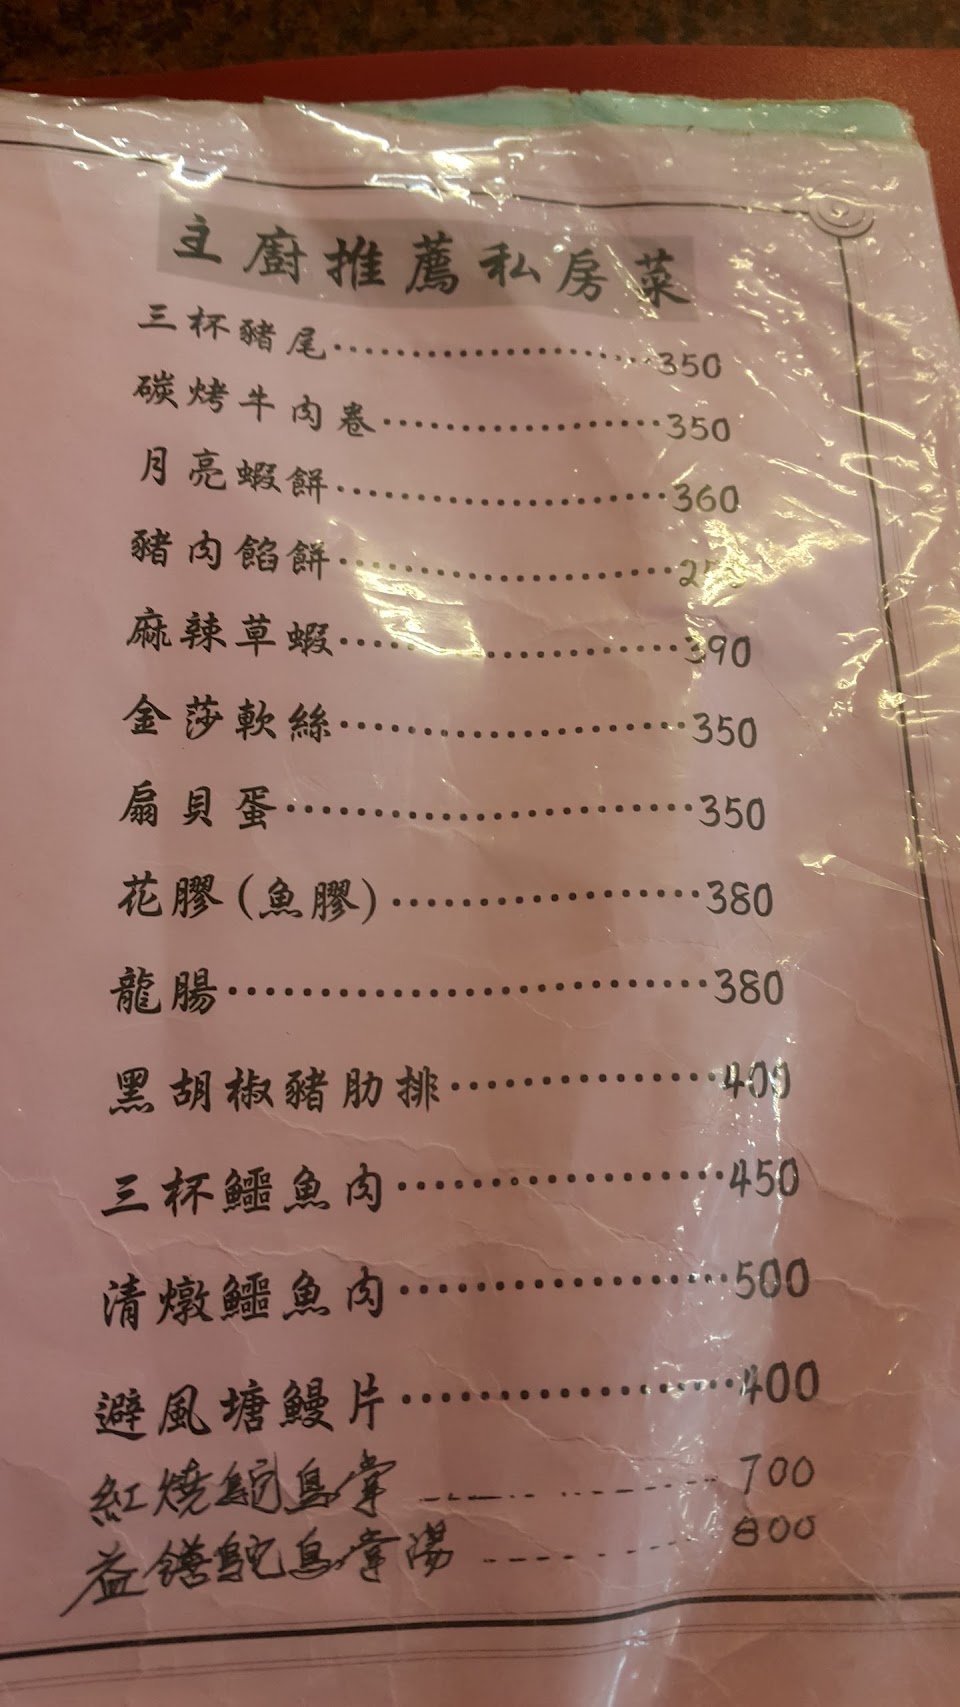 主廚推薦私房菜
三杯豬尾……350
碳烤牛肉卷……350
月亮蝦餅……360
豬肉餡餅……
麻辣草蝦……390
金莎軟絲……350
扇貝蛋……350
花膠(魚膠)……380
龍腸……380
黑胡椒豬肋排……400
三杯鱷魚肉……450
清燉鱷魚肉……500
避風塘鰻片……400
紅燒鴕鳥掌……700
益膳鴕鳥掌湯……800